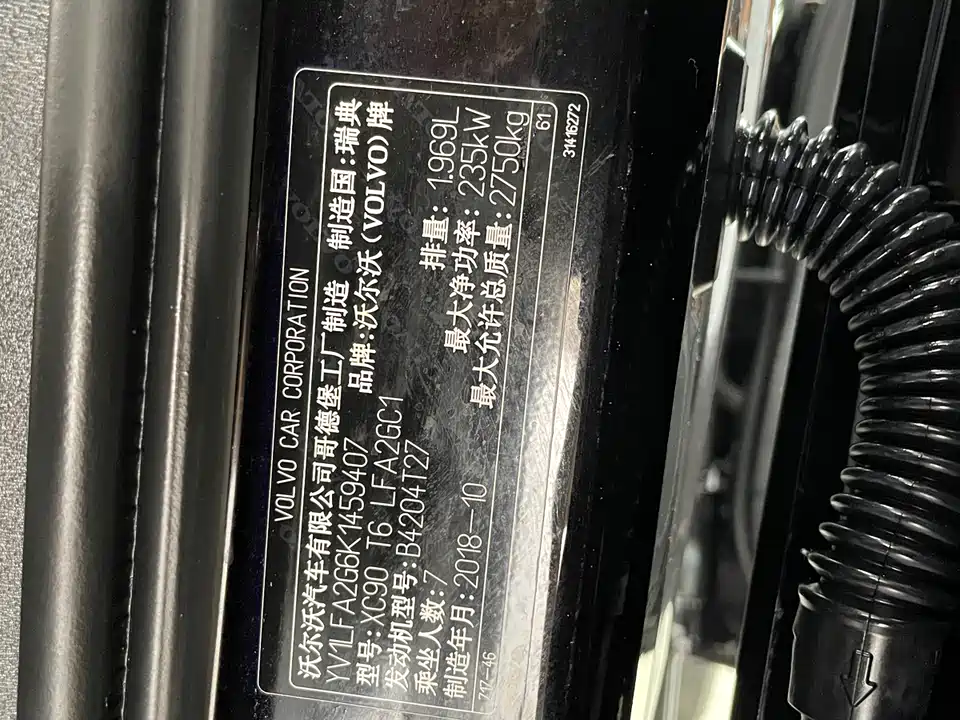 VOLVO CAR CORPORATION
沃尔沃汽车有限公司哥德堡工厂制造 制造国:瑞典
YV1LFA2G6K1459407 品牌:沃尔沃(VOLVO)牌
型号:XC90 T6 LFA2GC1
发动机型号:B4204T27 排量: 1.969L
乘坐人数:7 最大净功率: 235kW
制造年月:2018-10 最大允许总质量:2750kg
717-46 61
31416272